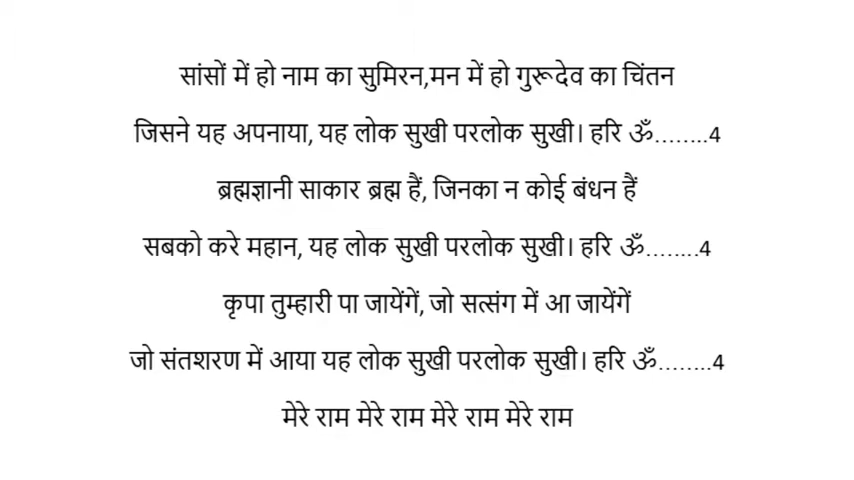 सांसों में हो नाम का सुमिरन,मन में हो गुरूदेव का चिंतन
जिसने यह अपनाया, यह लोक सुखी परलोक सुखी। हरि ॐ........4
ब्रह्मज्ञानी साकार ब्रह्म हैं, जिनका न कोई बंधन हैं
सबको करे महान, यह लोक सुखी परलोक सुखी। हरि ॐ........4
कृपा तुम्हारी पा जायेंगें, जो सत्संग में आ जायेंगें
जो संतशरण में आया यह लोक सुखी परलोक सुखी। हरि ॐ........4
मेरे राम मेरे राम मेरे राम मेरे राम